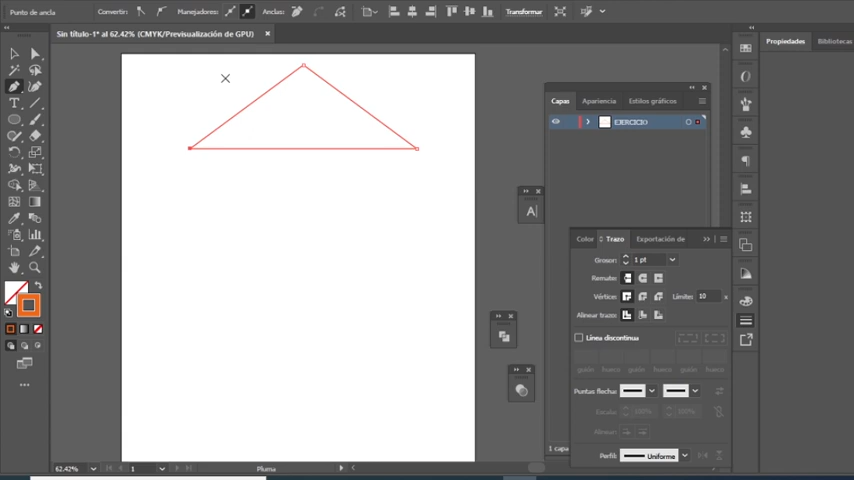 Punto de ancla
Convertir:
Manejadores:
Anclas:
Transformar
Sin título-1* al 62.42% (CMYK/Previsualización de GPU)
×
Propiedades
Bibliotecas
Capas
Apariencia
Estilos gráficos
EJERCICIO
A
Color
Trazo
Exportación de
Grosor:
1 pt
Remate:
Vértice:
Límite:
10
x
Alinear trazo:
Línea discontinua
guión
hueco
guión
hueco
guión
hueco
Puntas flecha:
Escala:
100%
100%
Alinear:
1 capa
Perfil:
Uniforme
62.42%
1
Pluma